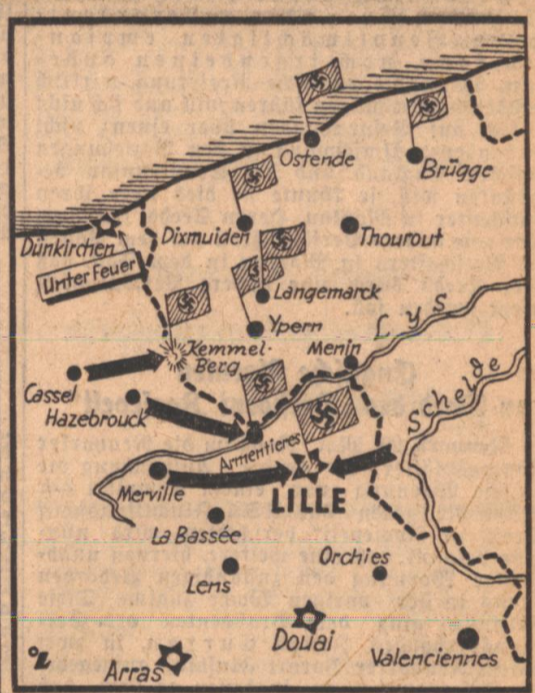 Ostende
Brügge
Dixmuiden
Thourout
Dünkirchen
Unter Feuer
Langemarck
Ypern
Lys
Kemmel-
Berg
Menin
Schelde
Cassel
Hazebrouck
Armentieres
Merville
LILLE
La Bassée
Orchies
Lens
Douai
Valenciennes
Arras